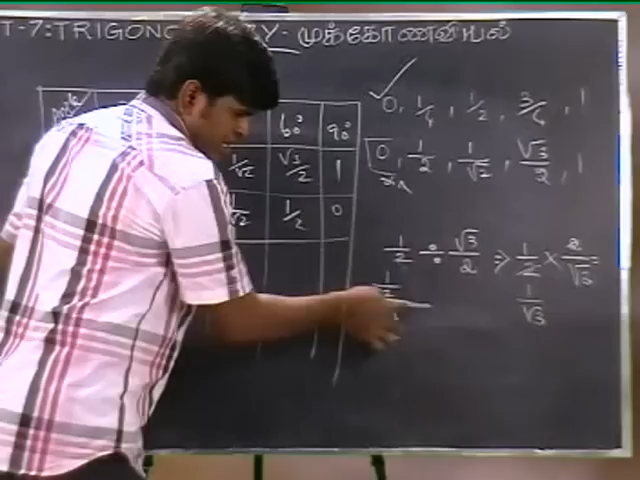 T-7: TRIGONO RY - முக்கோணவியல்
0, 1/4, 1/2, 3/4, 1
60° 90°
0, 1/2, 1/√2, √3/2, 1
1/√2 √3/2 1
√2 1/2 0
1/2 ÷ √3/2 => 1/2 × 2/√3 =
1/2
1/√3